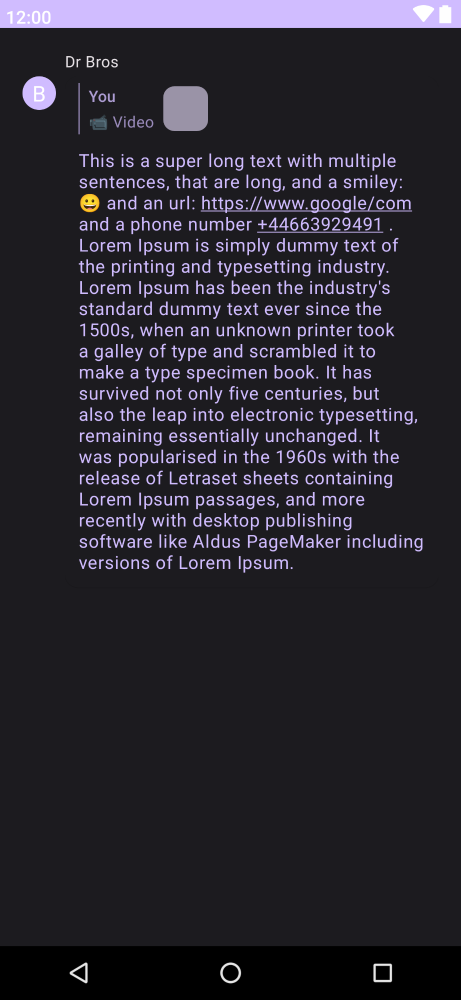 12:00
Dr Bros
B
You
📹 Video
This is a super long text with multiple
sentences, that are long, and a smiley:
😀 and an url: https://www.google/com
and a phone number +44663929491 .
Lorem Ipsum is simply dummy text of
the printing and typesetting industry.
Lorem Ipsum has been the industry's
standard dummy text ever since the
1500s, when an unknown printer took
a galley of type and scrambled it to
make a type specimen book. It has
survived not only five centuries, but
also the leap into electronic typesetting,
remaining essentially unchanged. It
was popularised in the 1960s with the
release of Letraset sheets containing
Lorem Ipsum passages, and more
recently with desktop publishing
software like Aldus PageMaker including
versions of Lorem Ipsum.